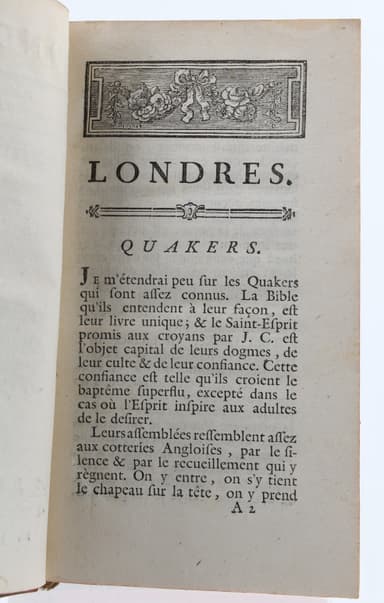 LONDRES.
QUAKERS.
JE m'étendrai peu ſur les Quakers
qui ſont aſſez connus. La Bible
qu'ils entendent à leur façon, eſt
leur livre unique; & le Saint-Eſprit
promis aux croyans par J. C. eſt
l'objet capital de leurs dogmes, de
leur culte & de leur confiance. Cette
confiance eſt telle qu'ils croient le
baptême ſuperflu, excepté dans le
cas où l'Eſprit inſpire aux adultes
de le deſirer.
Leurs aſſemblées reſſemblent aſſez
aux cotteries Angloiſes, par le ſi-
lence & par le recueillement qui y
règnent. On y entre, on s'y tient
le chapeau ſur la tête, on y prend
A 2